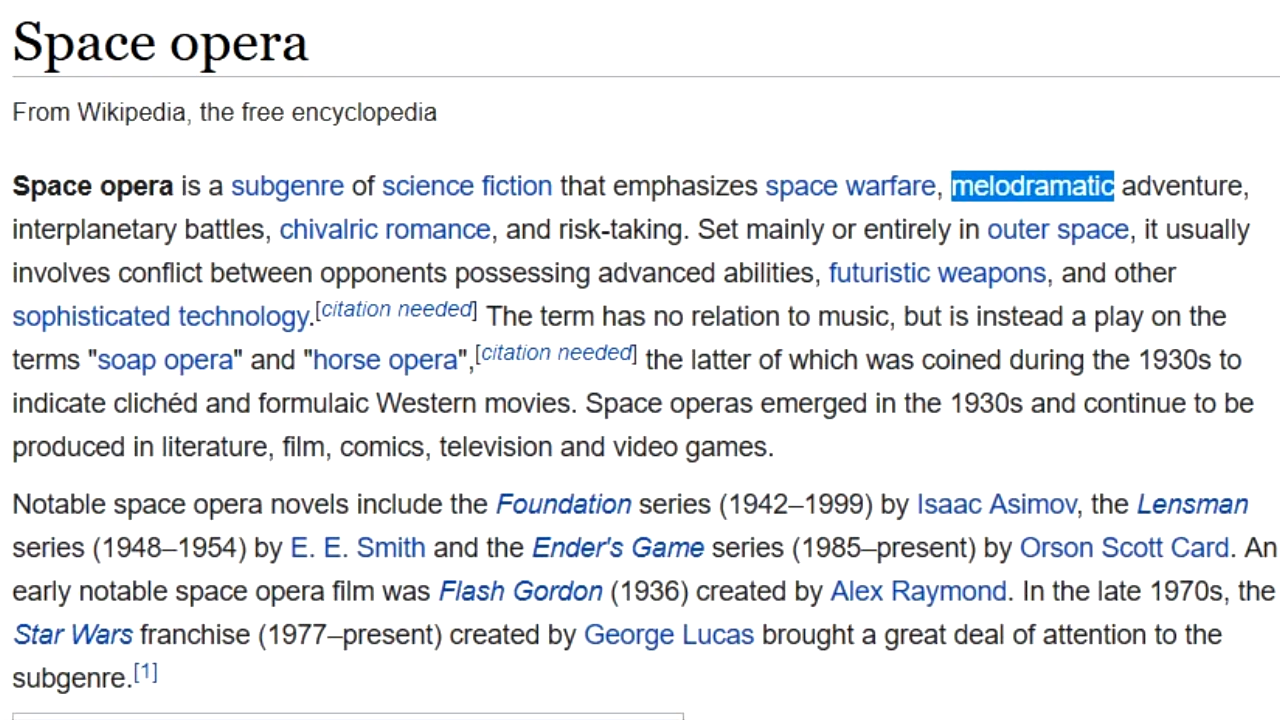 Space opera
From Wikipedia, the free encyclopedia
Space opera is a subgenre of science fiction that emphasizes space warfare, melodramatic adventure,
interplanetary battles, chivalric romance, and risk-taking. Set mainly or entirely in outer space, it usually
involves conflict between opponents possessing advanced abilities, futuristic weapons, and other
sophisticated technology.[citation needed] The term has no relation to music, but is instead a play on the
terms "soap opera" and "horse opera",[citation needed] the latter of which was coined during the 1930s to
indicate clichéd and formulaic Western movies. Space operas emerged in the 1930s and continue to be
produced in literature, film, comics, television and video games.
Notable space opera novels include the Foundation series (1942–1999) by Isaac Asimov, the Lensman
series (1948–1954) by E. E. Smith and the Ender's Game series (1985–present) by Orson Scott Card. An
early notable space opera film was Flash Gordon (1936) created by Alex Raymond. In the late 1970s, the
Star Wars franchise (1977–present) created by George Lucas brought a great deal of attention to the
subgenre.[1]